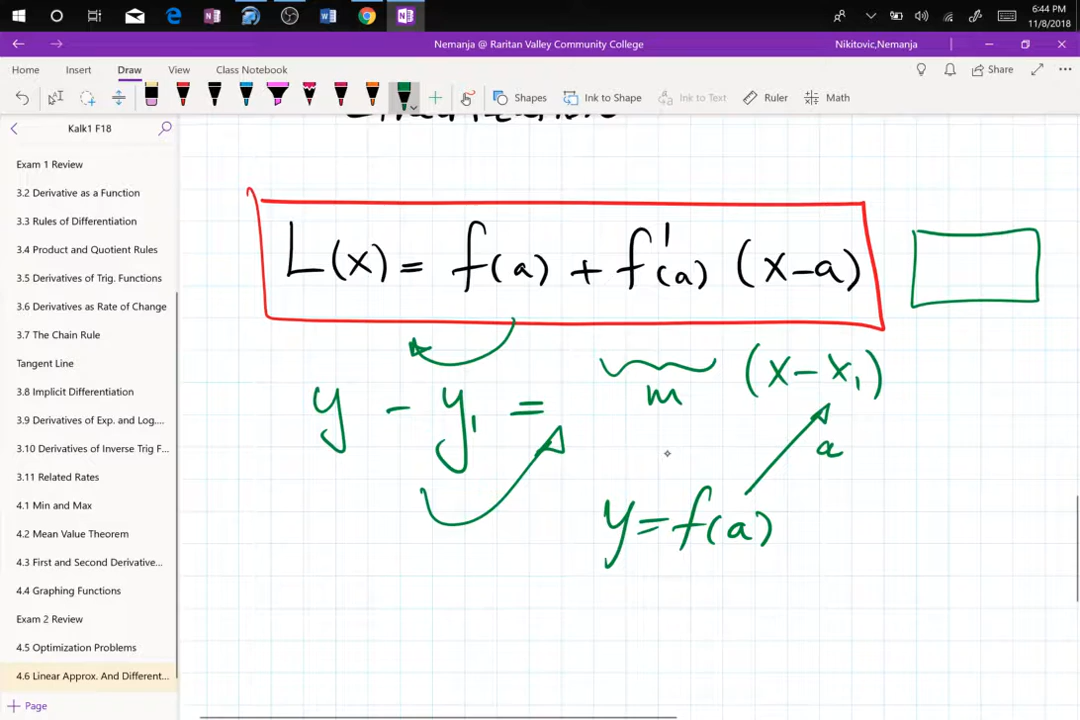 6:44 PM
11/8/2018
Nemanja @ Raritan Valley Community College
Nikitovic,Nemanja
Home Insert Draw View Class Notebook
Share
Shapes Ink to Shape Ink to Text Ruler Math
Kalk1 F18
Exam 1 Review
3.2 Derivative as a Function
3.3 Rules of Differentiation
3.4 Product and Quotient Rules
3.5 Derivatives of Trig. Functions
3.6 Derivatives as Rate of Change
3.7 The Chain Rule
Tangent Line
3.8 Implicit Differentiation
3.9 Derivatives of Exp. and Log....
3.10 Derivatives of Inverse Trig F...
3.11 Related Rates
4.1 Min and Max
4.2 Mean Value Theorem
4.3 First and Second Derivative...
4.4 Graphing Functions
Exam 2 Review
4.5 Optimization Problems
4.6 Linear Approx. And Different...
+ Page
L(x) = f(a) + f'(a) (x-a)
m (x - x₁)
y - y₁ =
a
y = f(a)